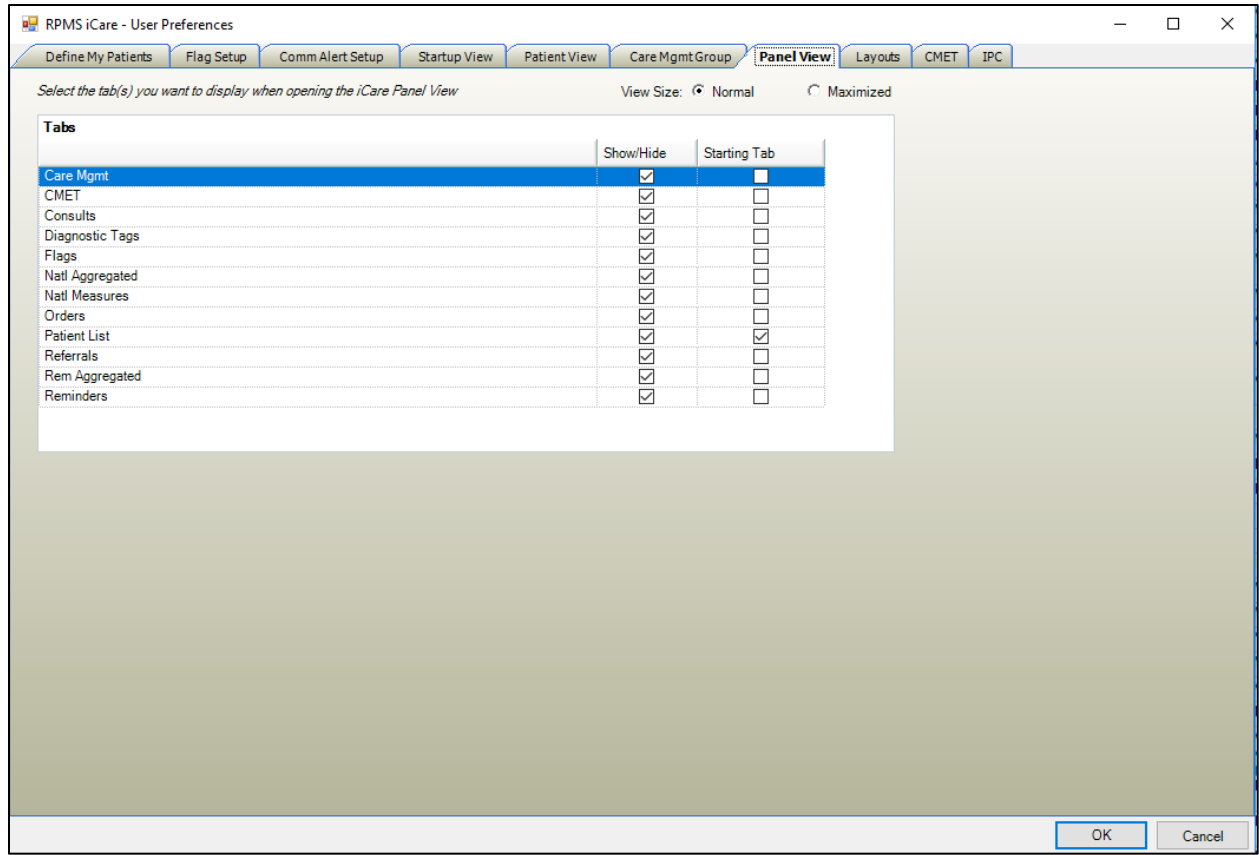 RPMS iCare - User Preferences
Define My Patients Flag Setup Comm Alert Setup Startup View Patient View Care Mgmt Group Panel View Layouts CMET IPC
Select the tab(s) you want to display when opening the iCare Panel View View Size: Normal Maximized
Tabs
Show/Hide Starting Tab
Care Mgmt
CMET
Consults
Diagnostic Tags
Flags
Natl Aggregated
Natl Measures
Orders
Patient List
Referrals
Rem Aggregated
Reminders
OK Cancel